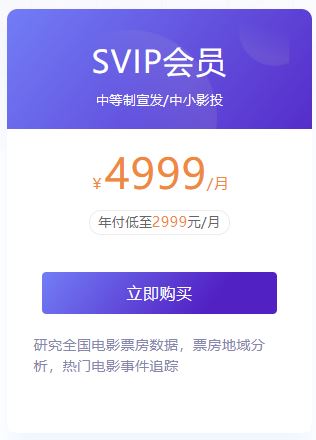 SVIP会员
中等制宣发/中小影投
¥4999/月
年付低至2999元/月
立即购买
研究全国电影票房数据，票房地域分
析，热门电影事件追踪